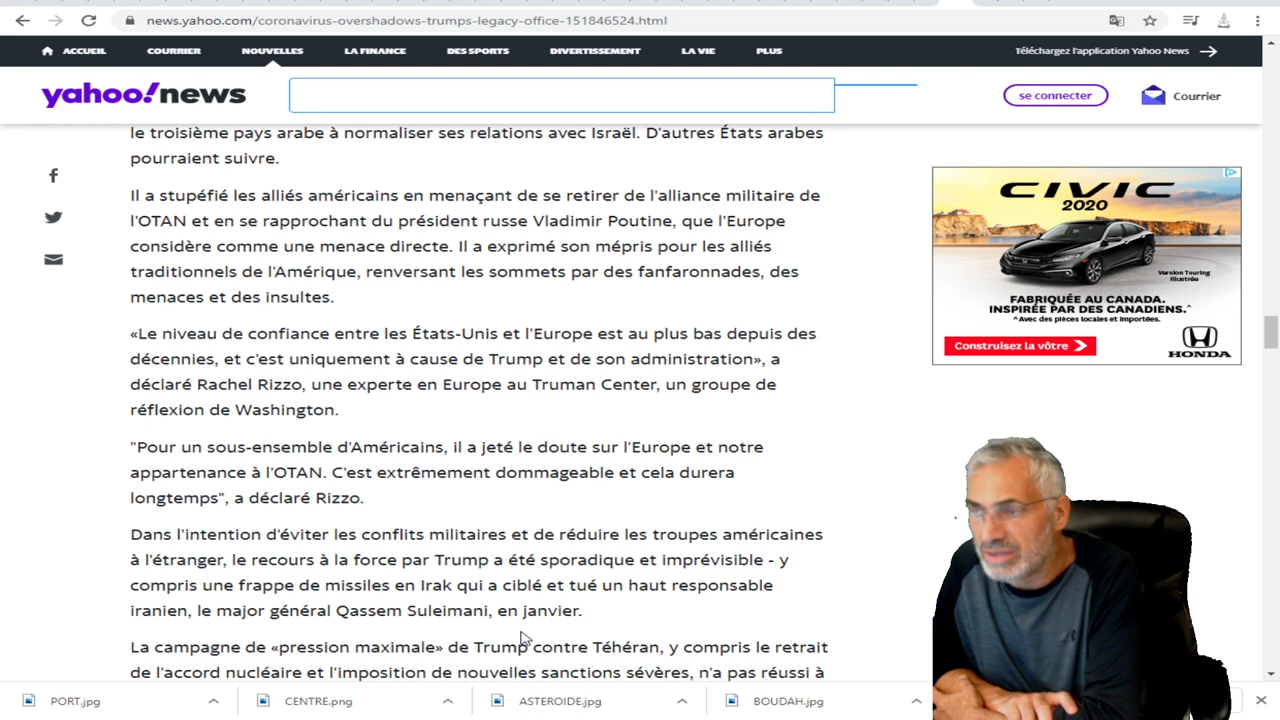 news.yahoo.com/coronavirus-overshadows-trumps-legacy-office-151846524.html
ACCUEIL COURRIER NOUVELLES LA FINANCE DES SPORTS DIVERTISSEMENT LA VIE PLUS Téléchargez l'application Yahoo News
yahoo!news se connecter Courrier
le troisième pays arabe à normaliser ses relations avec Israël. D'autres États arabes
pourraient suivre.
Il a stupéfié les alliés américains en menaçant de se retirer de l'alliance militaire de
l'OTAN et en se rapprochant du président russe Vladimir Poutine, que l'Europe
considère comme une menace directe. Il a exprimé son mépris pour les alliés
traditionnels de l'Amérique, renversant les sommets par des fanfaronnades, des
menaces et des insultes.
«Le niveau de confiance entre les États-Unis et l'Europe est au plus bas depuis des
décennies, et c'est uniquement à cause de Trump et de son administration», a
déclaré Rachel Rizzo, une experte en Europe au Truman Center, un groupe de
réflexion de Washington.
"Pour un sous-ensemble d'Américains, il a jeté le doute sur l'Europe et notre
appartenance à l'OTAN. C'est extrêmement dommageable et cela durera
longtemps", a déclaré Rizzo.
Dans l'intention d'éviter les conflits militaires et de réduire les troupes américaines
à l'étranger, le recours à la force par Trump a été sporadique et imprévisible - y
compris une frappe de missiles en Irak qui a ciblé et tué un haut responsable
iranien, le major général Qassem Suleimani, en janvier.
La campagne de «pression maximale» de Trump contre Téhéran, y compris le retrait
de l'accord nucléaire et l'imposition de nouvelles sanctions sévères, n'a pas réussi à
CIVIC
2020
Version Touring
illustrée
FABRIQUÉE AU CANADA.
INSPIRÉE PAR DES CANADIENS.^
^Avec des pièces locales et importées.
Construisez la vôtre
HONDA
PORT.jpg CENTRE.png ASTEROIDE.jpg BOUDAH.jpg